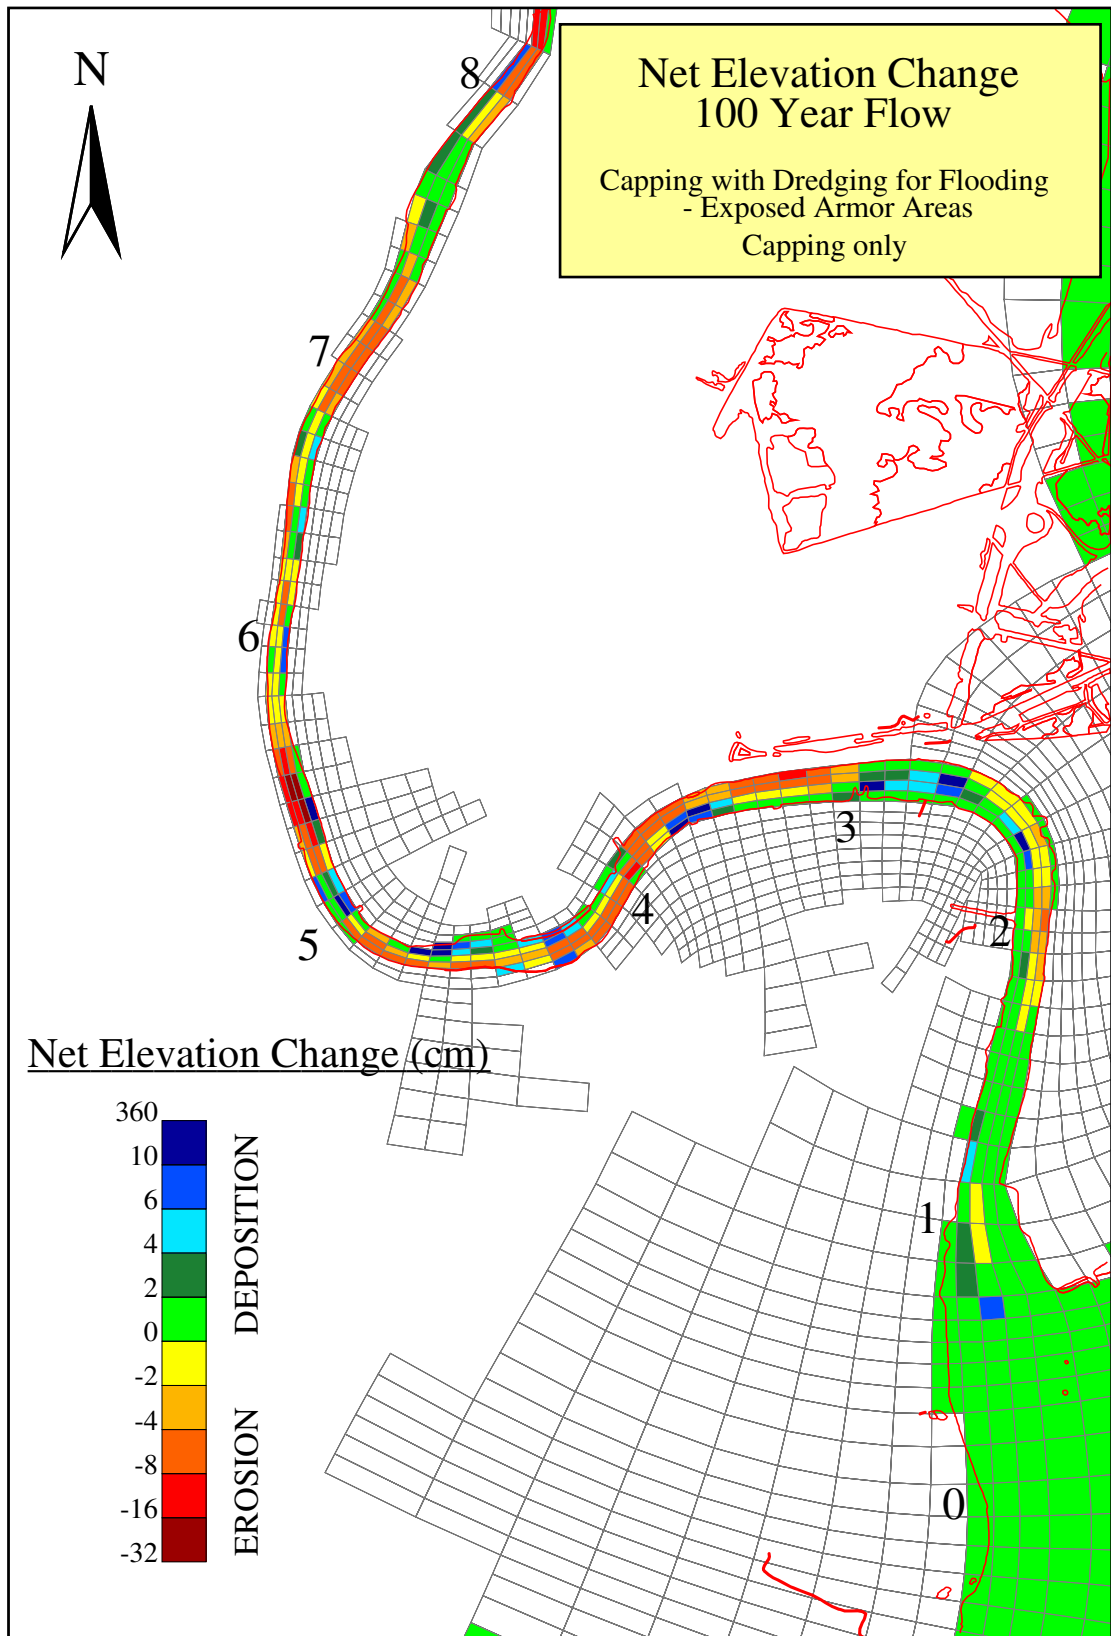 Net Elevation Change
100 Year Flow
Capping with Dredging for Flooding
- Exposed Armor Areas
Capping only
N
8
7
6
5
4
3
2
1
0
Net Elevation Change (cm)
360
10
6
4
2
0
-2
-4
-8
-16
-32
DEPOSITION
EROSION